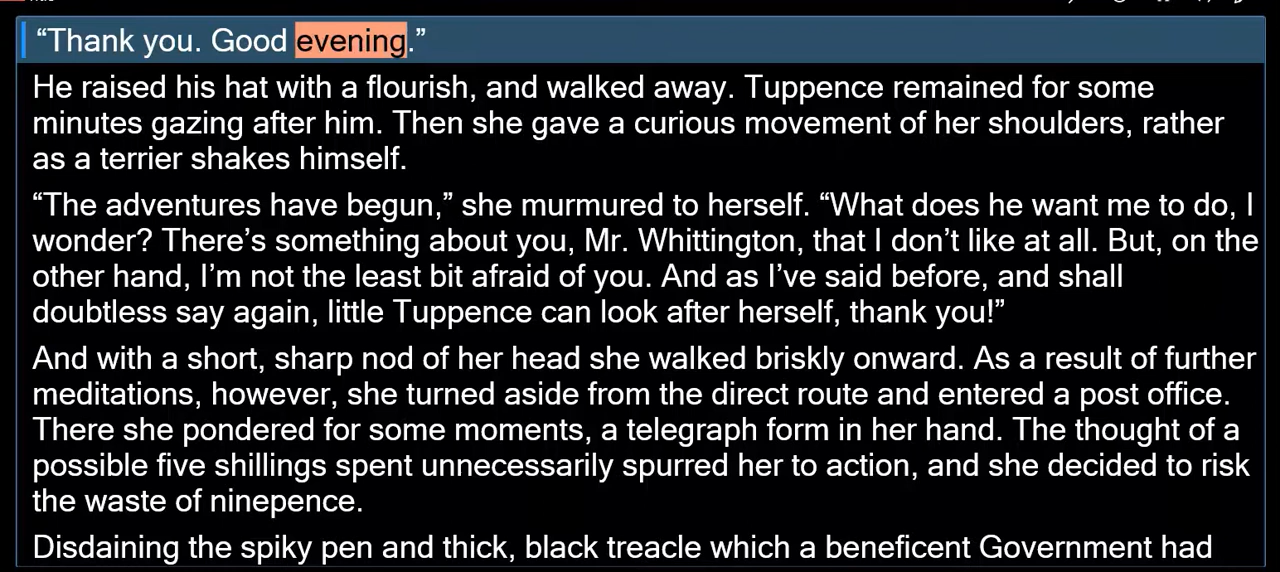 “Thank you. Good evening.”
He raised his hat with a flourish, and walked away. Tuppence remained for some
minutes gazing after him. Then she gave a curious movement of her shoulders, rather
as a terrier shakes himself.
“The adventures have begun,” she murmured to herself. “What does he want me to do, I
wonder? There’s something about you, Mr. Whittington, that I don’t like at all. But, on the
other hand, I’m not the least bit afraid of you. And as I’ve said before, and shall
doubtless say again, little Tuppence can look after herself, thank you!”
And with a short, sharp nod of her head she walked briskly onward. As a result of further
meditations, however, she turned aside from the direct route and entered a post office.
There she pondered for some moments, a telegraph form in her hand. The thought of a
possible five shillings spent unnecessarily spurred her to action, and she decided to risk
the waste of ninepence.
Disdaining the spiky pen and thick, black treacle which a beneficent Government had